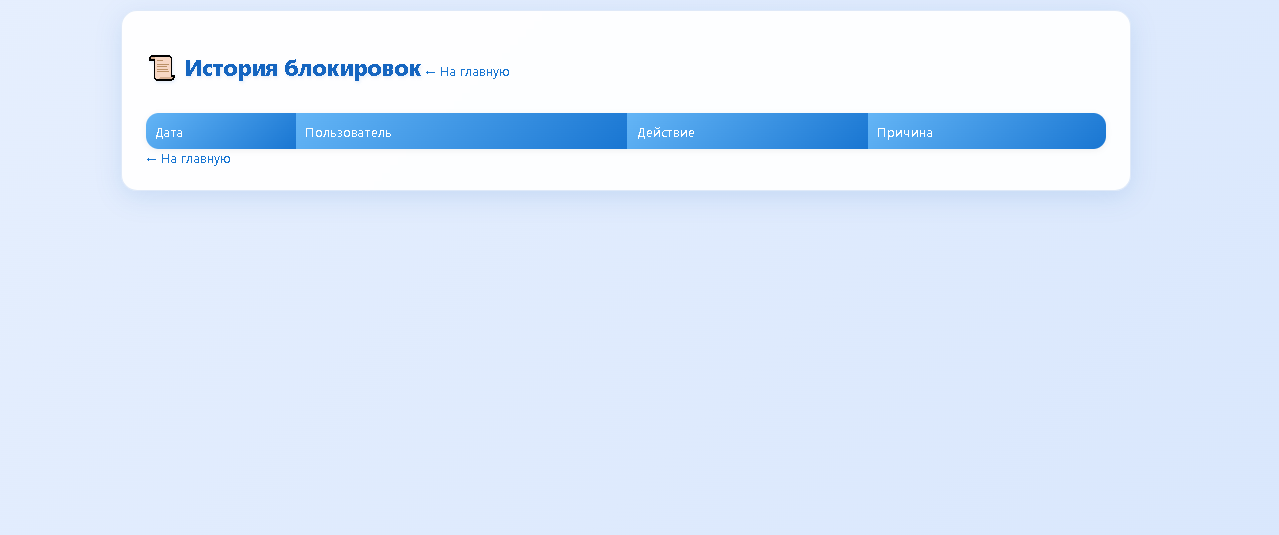 История блокировок ← На главную
Дата Пользователь Действие Причина
← На главную